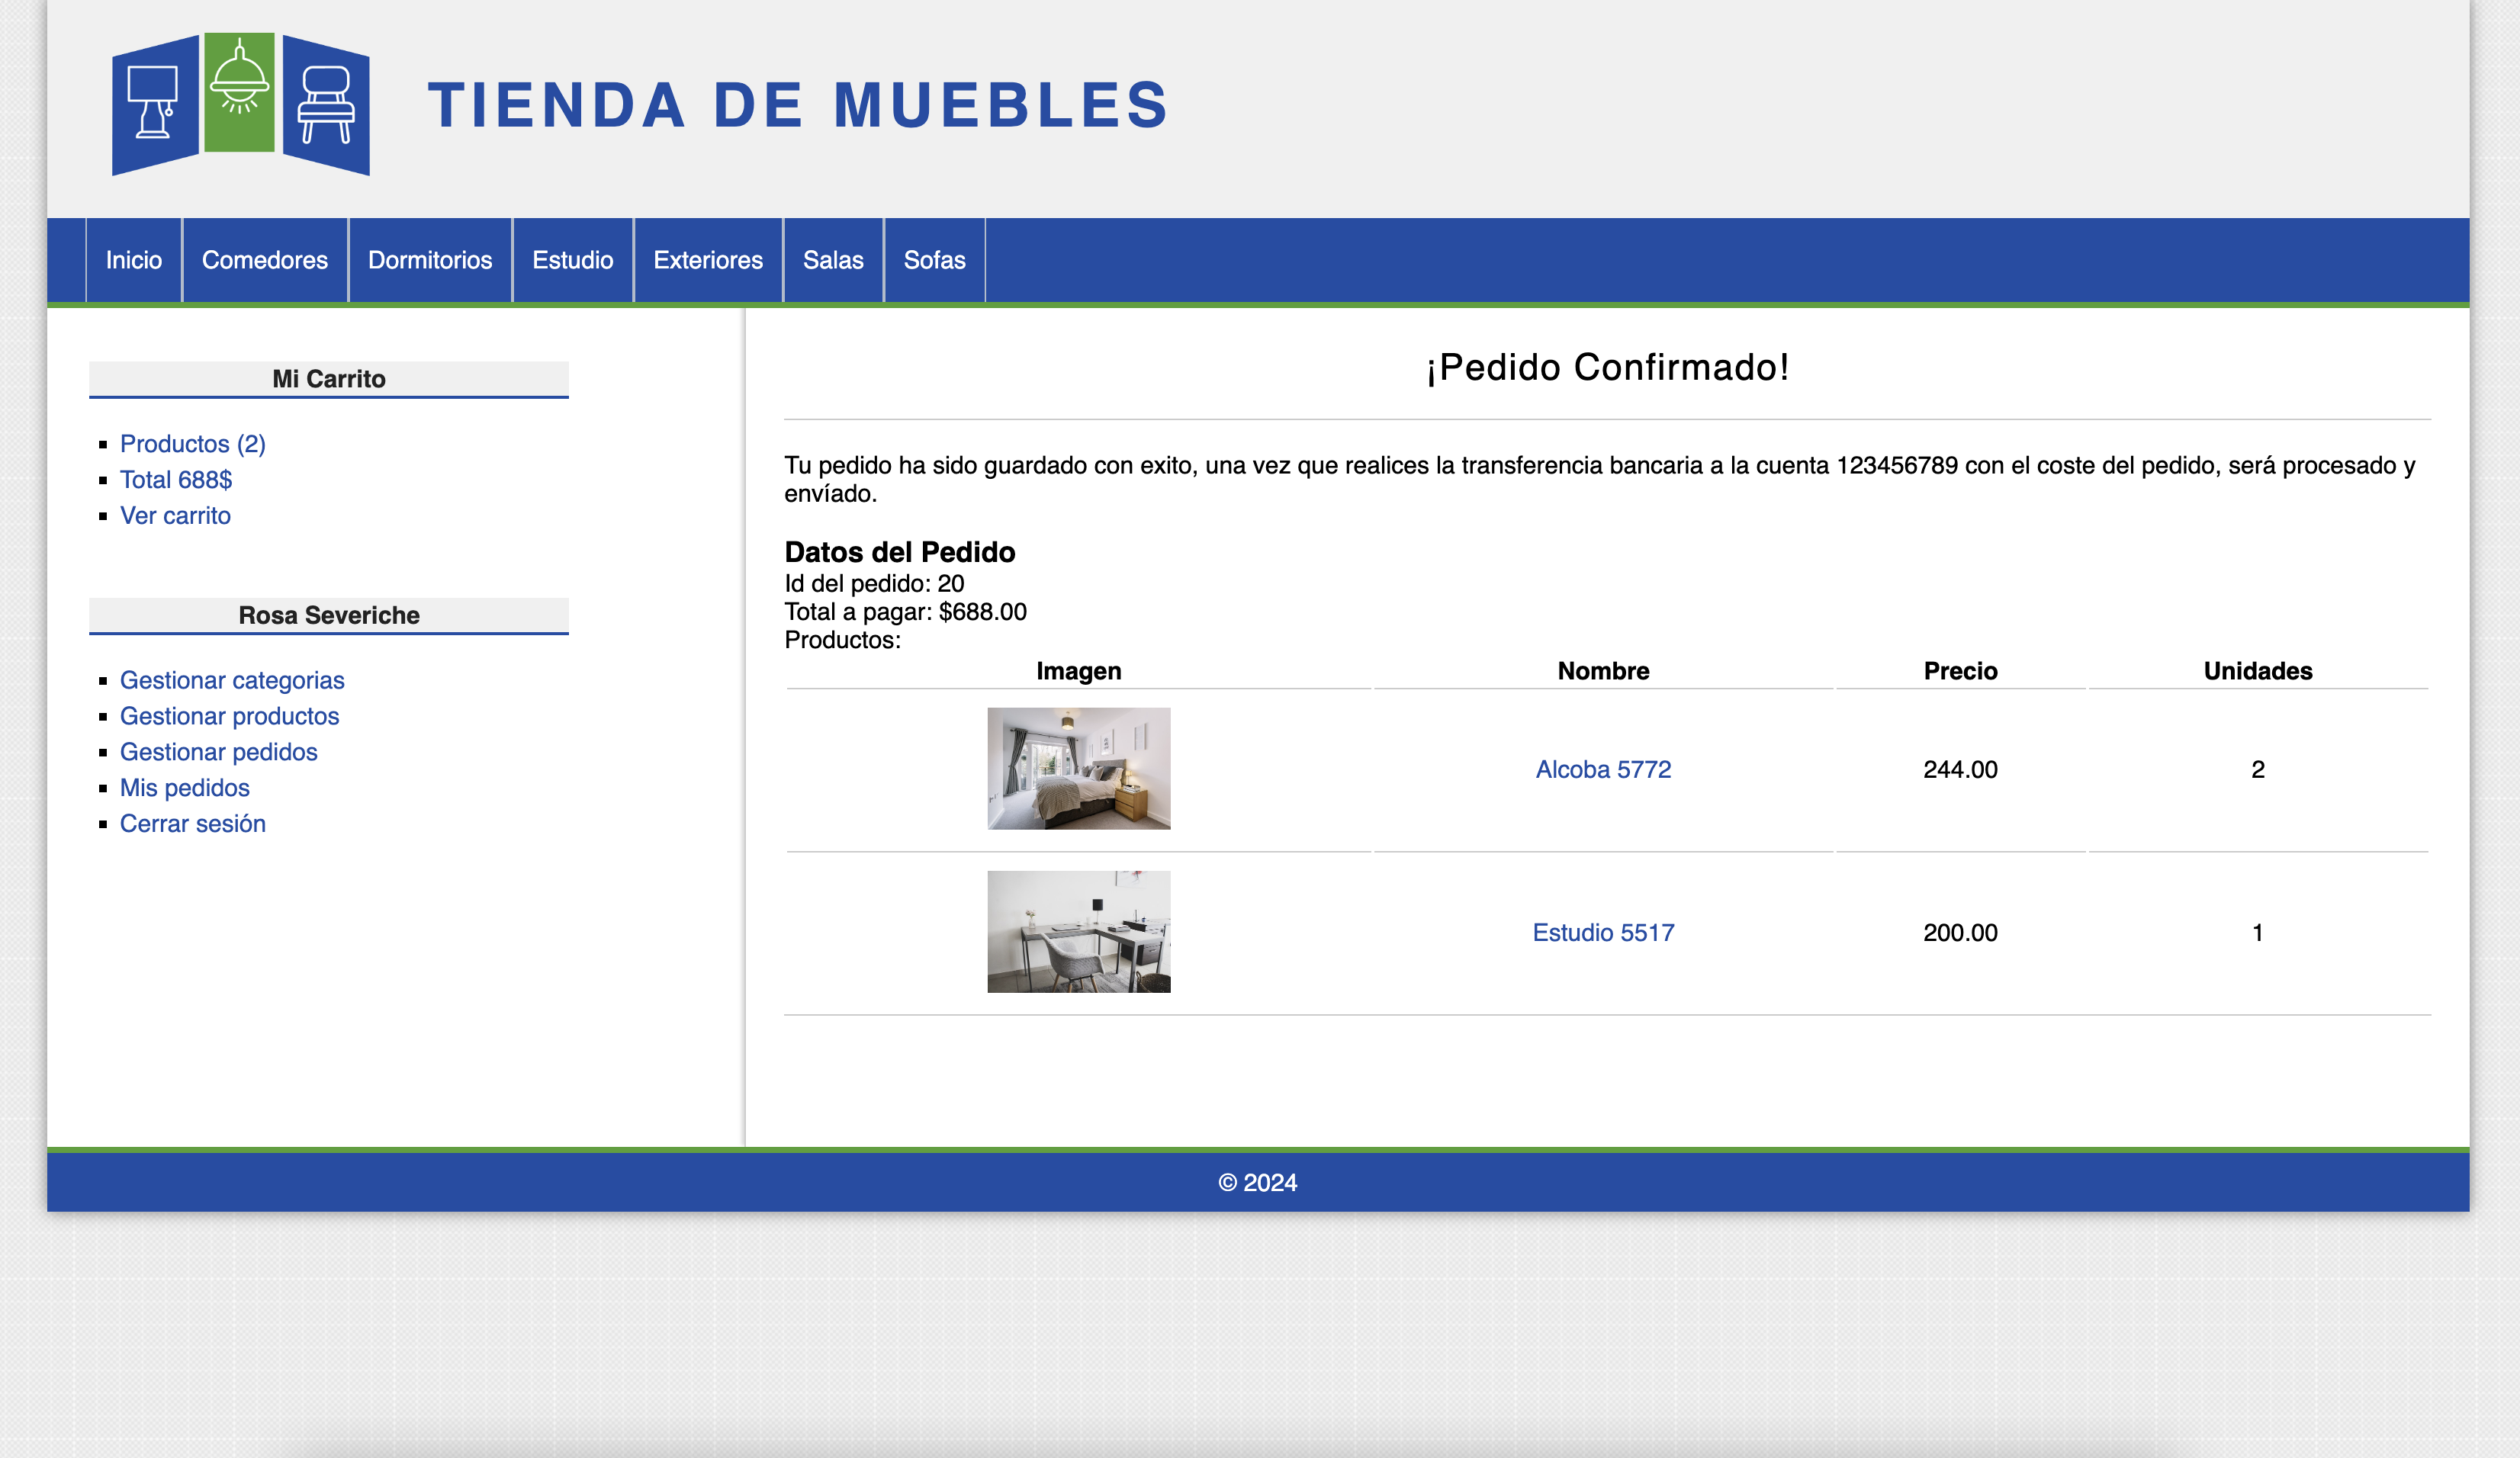 TIENDA DE MUEBLES
Inicio
Comedores
Dormitorios
Estudio
Exteriores
Salas
Sofas
Mi Carrito
Productos (2)
Total 688$
Ver carrito
Rosa Severiche
Gestionar categorias
Gestionar productos
Gestionar pedidos
Mis pedidos
Cerrar sesión
¡Pedido Confirmado!
Tu pedido ha sido guardado con exito, una vez que realices la transferencia bancaria a la cuenta 123456789 con el coste del pedido, será procesado y
envíado.
Datos del Pedido
Id del pedido: 20
Total a pagar: $688.00
Productos:
Imagen Nombre Precio Unidades
Alcoba 5772 244.00 2
Estudio 5517 200.00 1
© 2024